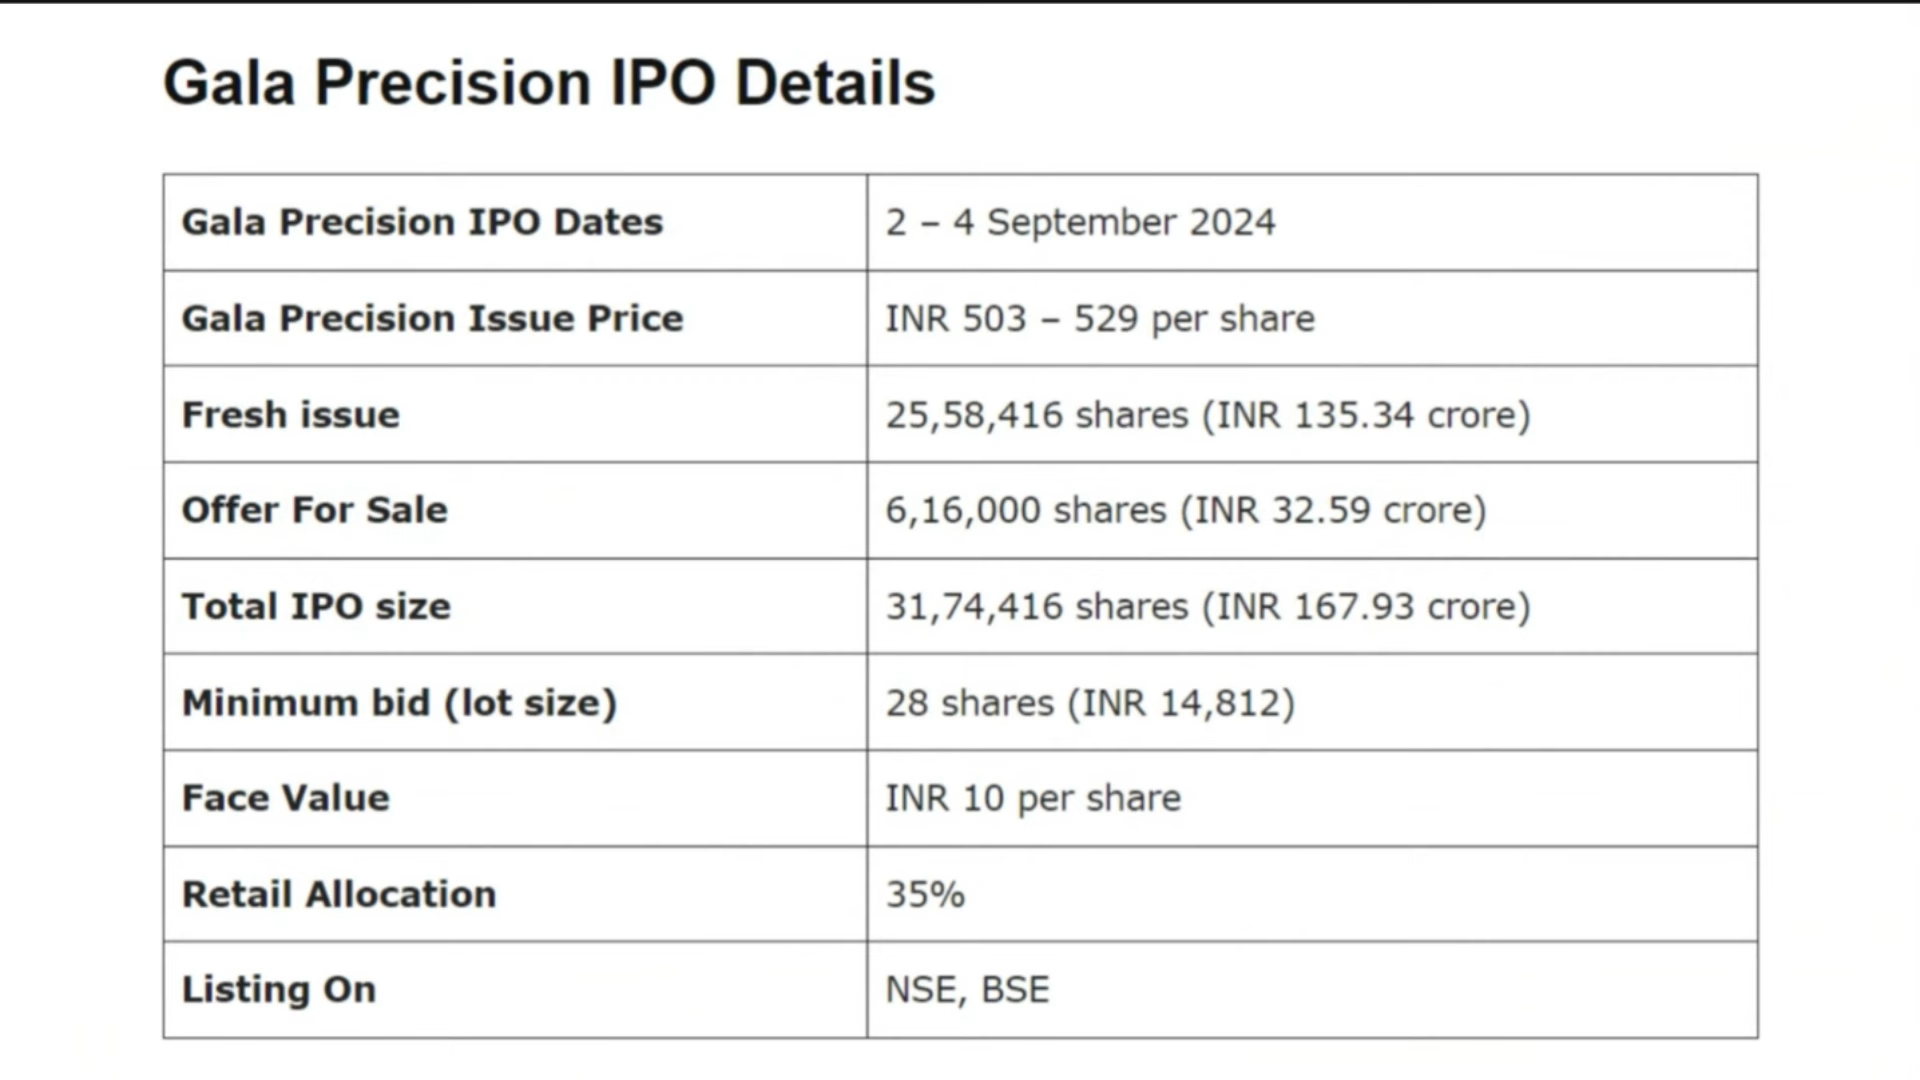 Gala Precision IPO Details
Gala Precision IPO Dates 2 – 4 September 2024
Gala Precision Issue Price INR 503 – 529 per share
Fresh issue 25,58,416 shares (INR 135.34 crore)
Offer For Sale 6,16,000 shares (INR 32.59 crore)
Total IPO size 31,74,416 shares (INR 167.93 crore)
Minimum bid (lot size) 28 shares (INR 14,812)
Face Value INR 10 per share
Retail Allocation 35%
Listing On NSE, BSE